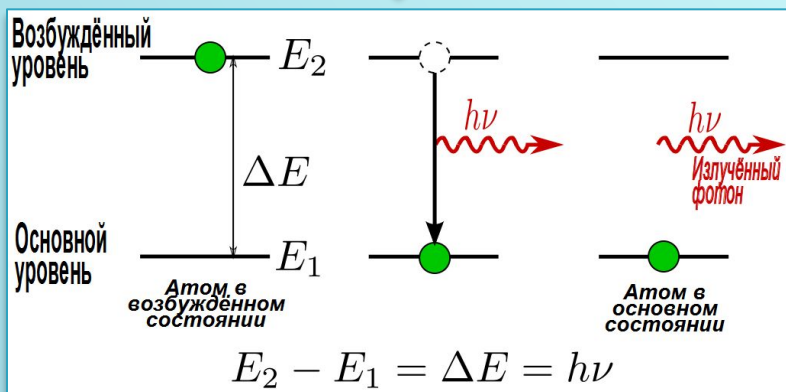 Возбуждённый
уровень
E₂
hν
hν
Излучённый
фотон
ΔE
Основной
уровень
E₁
Атом в
возбуждённом
состоянии
Атом в
основном
состоянии
E₂ − E₁ = ΔE = hν